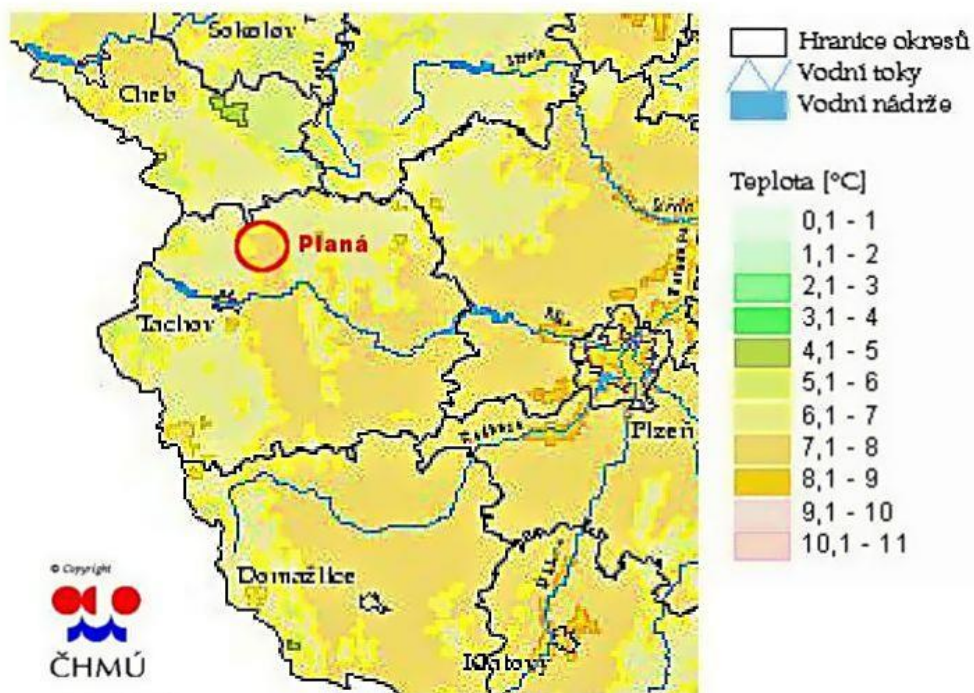 Sokolov
Cheb
Planá
Tachov
Plzeň
Domažlice
Klatovy
Radbuza
© Copyright
ČHMÚ
Hranice okresů
Vodní toky
Vodní nádrže
Teplota [°C]
0,1 - 1
1,1 - 2
2,1 - 3
3,1 - 4
4,1 - 5
5,1 - 6
6,1 - 7
7,1 - 8
8,1 - 9
9,1 - 10
10,1 - 11